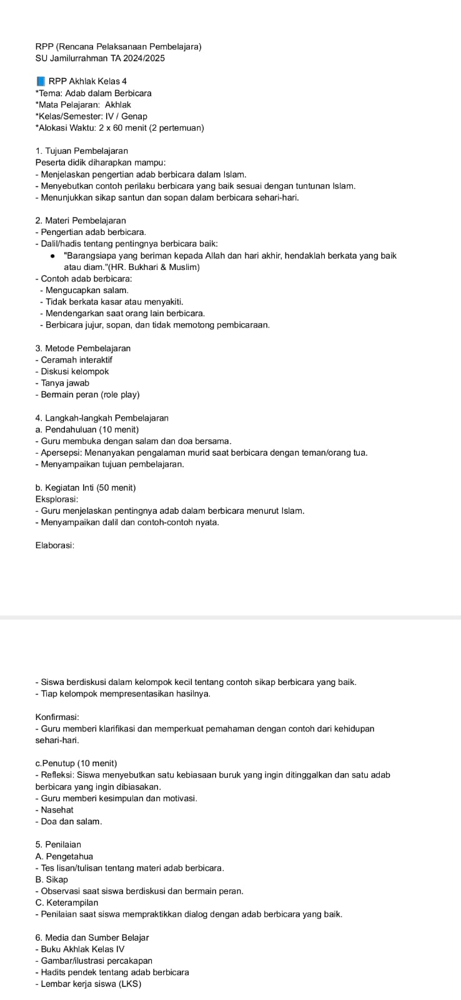 RPP (Rencana Pelaksanaan Pembelajara)
SU Jamilurrahman TA 2024/2025
📘 RPP Akhlak Kelas 4
*Tema: Adab dalam Berbicara
*Mata Pelajaran: Akhlak
*Kelas/Semester: IV / Genap
*Alokasi Waktu: 2 x 60 menit (2 pertemuan)
1. Tujuan Pembelajaran
Peserta didik diharapkan mampu:
- Menjelaskan pengertian adab berbicara dalam Islam.
- Menyebutkan contoh perilaku berbicara yang baik sesuai dengan tuntunan Islam.
- Menunjukkan sikap santun dan sopan dalam berbicara sehari-hari.
2. Materi Pembelajaran
- Pengertian adab berbicara.
- Dalil/hadis tentang pentingnya berbicara baik:
● "Barangsiapa yang beriman kepada Allah dan hari akhir, hendaklah berkata yang baik
atau diam."(HR. Bukhari & Muslim)
- Contoh adab berbicara:
- Mengucapkan salam.
- Tidak berkata kasar atau menyakiti.
- Mendengarkan saat orang lain berbicara.
- Berbicara jujur, sopan, dan tidak memotong pembicaraan.
3. Metode Pembelajaran
- Ceramah interaktif
- Diskusi kelompok
- Tanya jawab
- Bermain peran (role play)
4. Langkah-langkah Pembelajaran
a. Pendahuluan (10 menit)
- Guru membuka dengan salam dan doa bersama.
- Apersepsi: Menanyakan pengalaman murid saat berbicara dengan teman/orang tua.
- Menyampaikan tujuan pembelajaran.
b. Kegiatan Inti (50 menit)
Eksplorasi:
- Guru menjelaskan pentingnya adab dalam berbicara menurut Islam.
- Menyampaikan dalil dan contoh-contoh nyata.
Elaborasi:
- Siswa berdiskusi dalam kelompok kecil tentang contoh sikap berbicara yang baik.
- Tiap kelompok mempresentasikan hasilnya.
Konfirmasi:
- Guru memberi klarifikasi dan memperkuat pemahaman dengan contoh dari kehidupan
sehari-hari.
c.Penutup (10 menit)
- Refleksi: Siswa menyebutkan satu kebiasaan buruk yang ingin ditinggalkan dan satu adab
berbicara yang ingin dibiasakan.
- Guru memberi kesimpulan dan motivasi.
- Nasehat
- Doa dan salam.
5. Penilaian
A. Pengetahua
- Tes lisan/tulisan tentang materi adab berbicara.
B. Sikap
- Observasi saat siswa berdiskusi dan bermain peran.
C. Keterampilan
- Penilaian saat siswa mempraktikkan dialog dengan adab berbicara yang baik.
6. Media dan Sumber Belajar
- Buku Akhlak Kelas IV
- Gambar/ilustrasi percakapan
- Hadits pendek tentang adab berbicara
- Lembar kerja siswa (LKS)